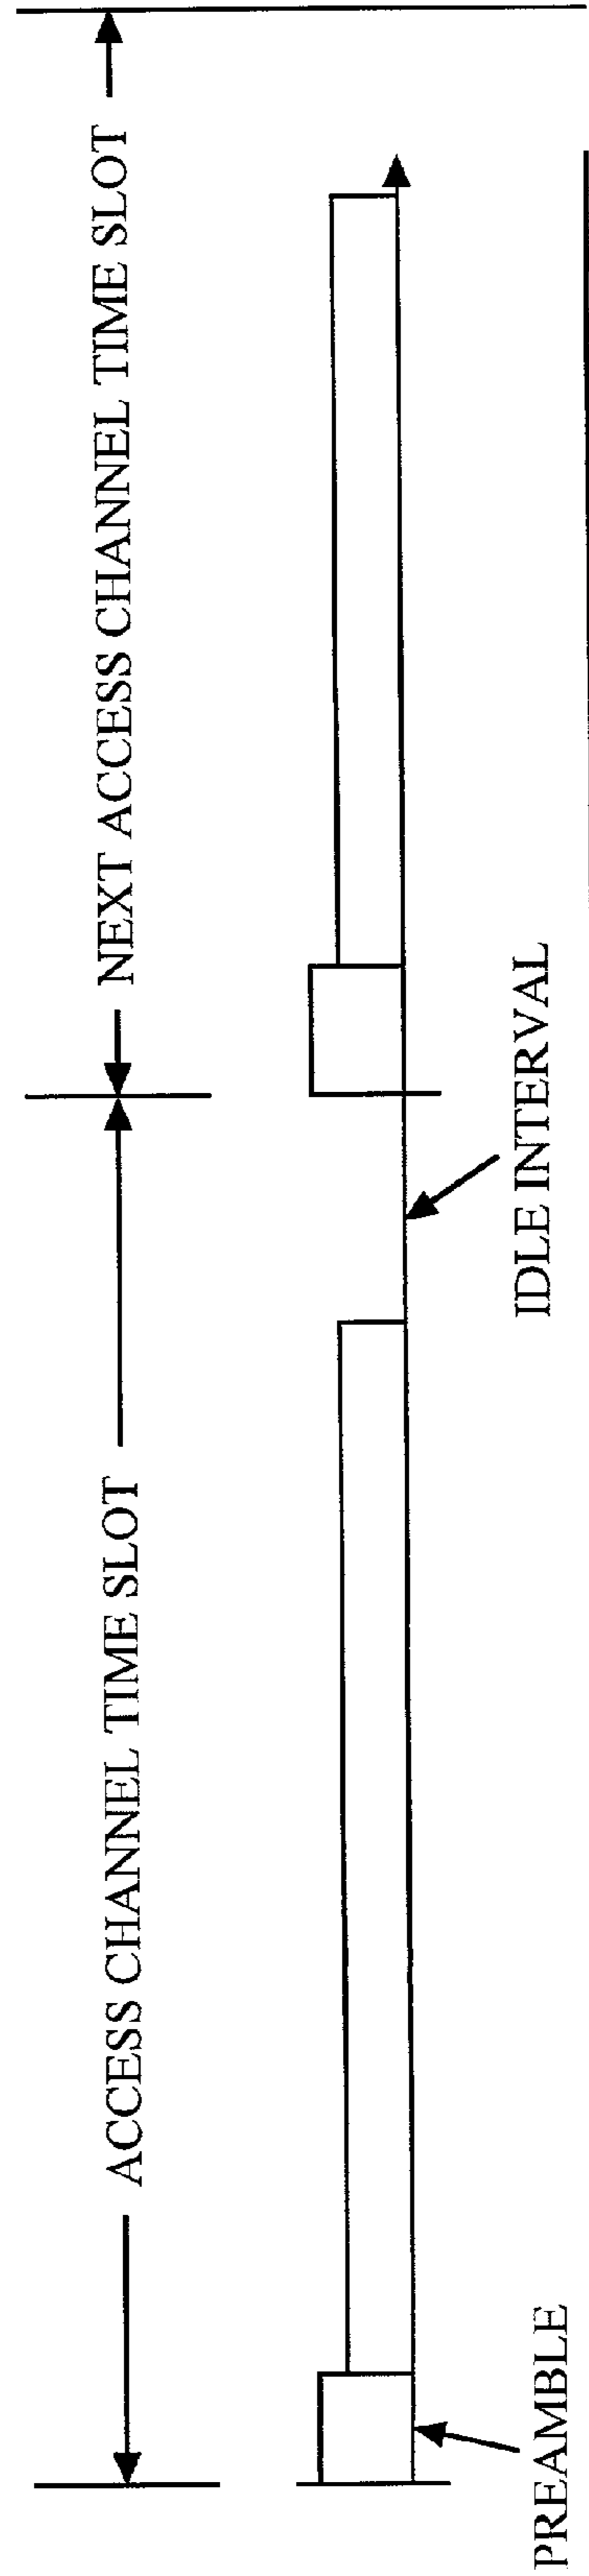 ACCESS CHANNEL TIME SLOT
NEXT ACCESS CHANNEL TIME SLOT
PREAMBLE
IDLE INTERVAL